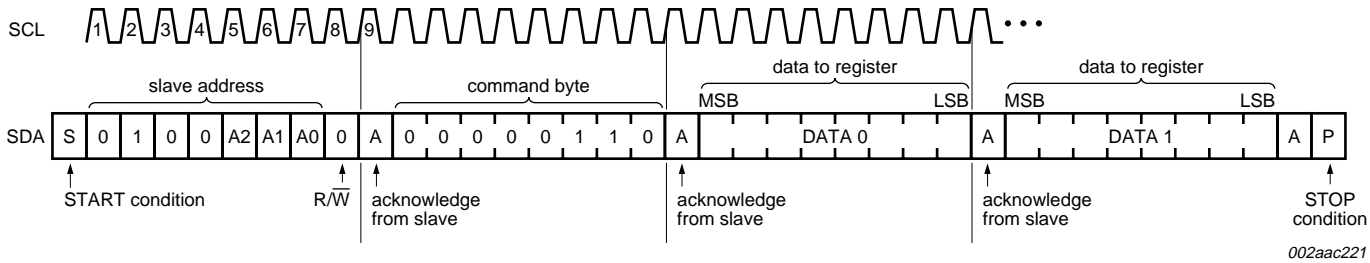 SCL 1 2 3 4 5 6 7 8 9 • • •
slave address command byte data to register data to register
MSB LSB MSB LSB
SDA S 0 1 0 0 A2 A1 A0 0 A 0 0 0 0 0 1 1 0 A DATA 0 A DATA 1 A P
START condition R/W̅ acknowledge acknowledge acknowledge STOP
from slave from slave from slave condition
002aac221